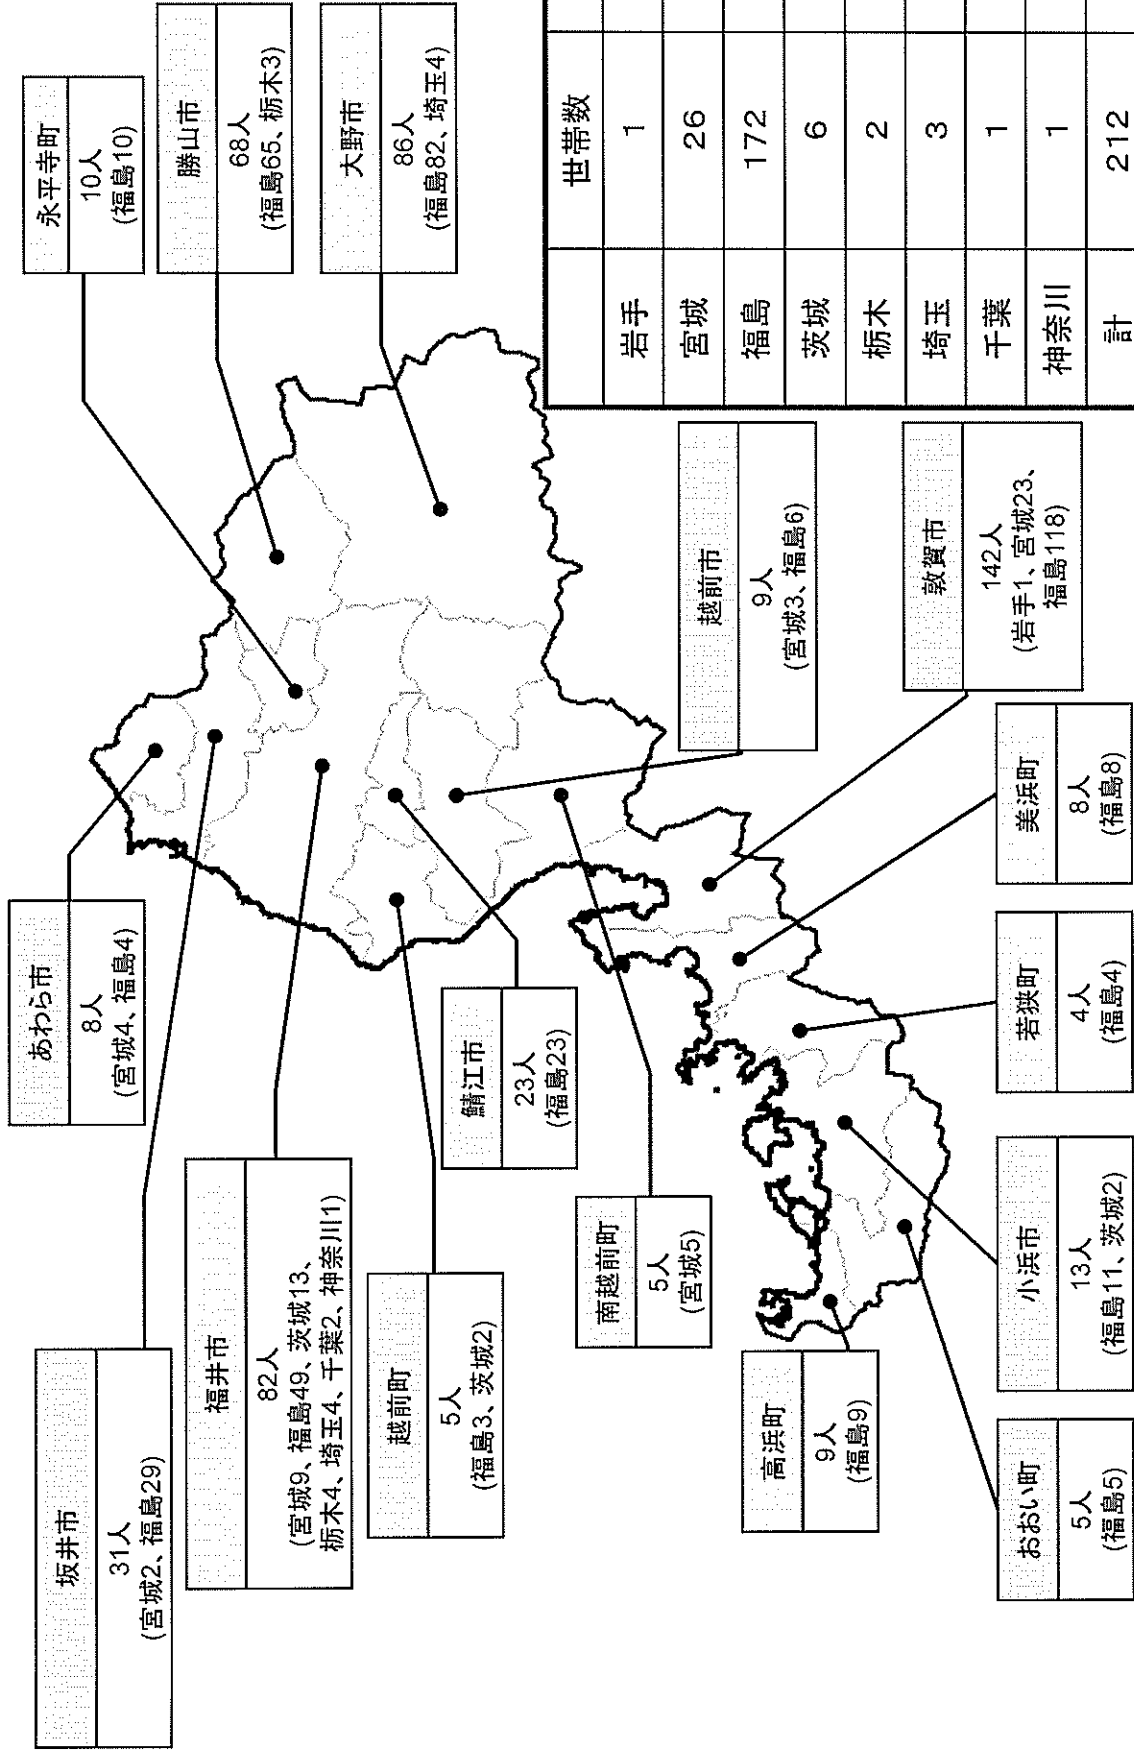 永平寺町
10人
(福島10)
勝山市
68人
(福島65、栃木3)
大野市
86人
(福島82、埼玉4)
あわら市
8人
(宮城4、福島4)
坂井市
31人
(宮城2、福島29)
福井市
82人
(宮城9、福島49、茨城13、
栃木4、埼玉4、千葉2、神奈川1)
越前町
5人
(福島3、茨城2)
鯖江市
23人
(福島23)
南越前町
5人
(宮城5)
越前市
9人
(宮城3、福島6)
敦賀市
142人
(岩手1、宮城23、
福島118)
美浜町
8人
(福島8)
若狭町
4人
(福島4)
小浜市
13人
(福島11、茨城2)
高浜町
9人
(福島9)
おおい町
5人
(福島5)
世帯数
岩手 1
宮城 26
福島 172
茨城 6
栃木 2
埼玉 3
千葉 1
神奈川 1
計 212